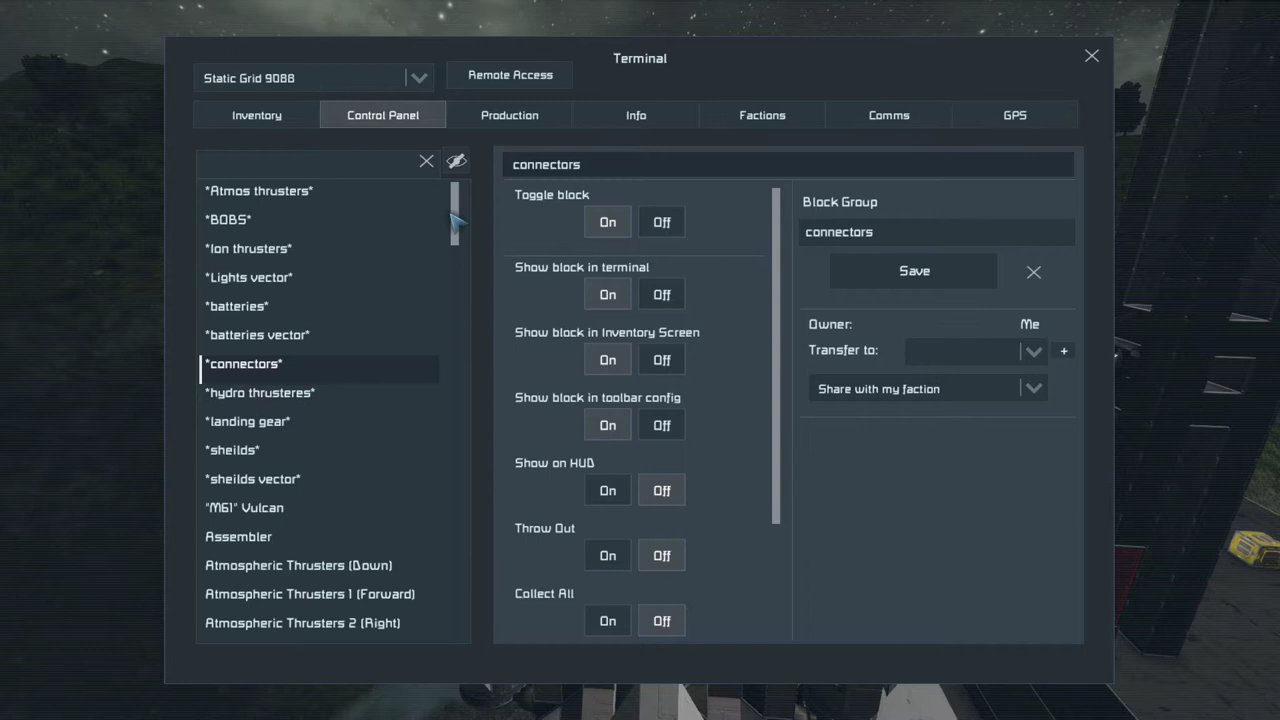 Terminal
Static Grid 9088
Remote Access
Inventory
Control Panel
Production
Info
Factions
Comms
GPS
*Atmos thrusters*
*BOBS*
*Ion thrusters*
*Lights vector*
*batteries*
*batteries vector*
*connectors*
*hydro thrusteres*
*landing gear*
*sheilds*
*sheilds vector*
"M61" Vulcan
Assembler
Atmospheric Thrusters (Down)
Atmospheric Thrusters 1 (Forward)
Atmospheric Thrusters 2 (Right)
connectors
Toggle block
On Off
Show block in terminal
On Off
Show block in Inventory Screen
On Off
Show block in toolbar config
On Off
Show on HUD
On Off
Throw Out
On Off
Collect All
On Off
Block Group
connectors
Save
Owner: Me
Transfer to: +
Share with my faction